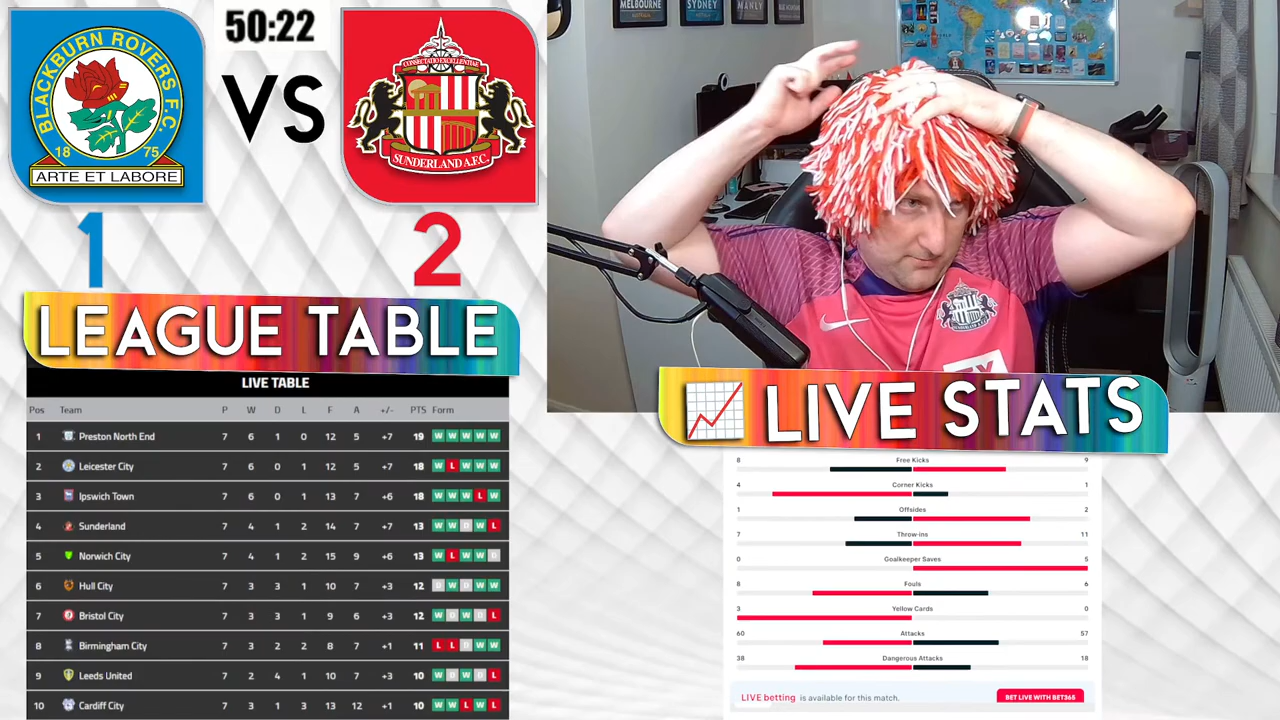 BLACKBURN ROVERS F.C.
18 75
ARTE ET LABORE
50:22
VS
CONSECTATIO EXCELLENTIAE
SUNDERLAND A.F.C.
1 2
MELBOURNE
AUSTRALIA
SYDNEY
AUSTRALIA
MANLY
LEAGUE TABLE
LIVE TABLE
Pos Team P W D L F A +/- PTS Form
1 Preston North End 7 6 1 0 12 5 +7 19 W W W W W
2 Leicester City 7 6 0 1 12 5 +7 18 W L W W W
3 Ipswich Town 7 6 0 1 13 7 +6 18 W W W L W
4 Sunderland 7 4 1 2 14 7 +7 13 W W D W L
5 Norwich City 7 4 1 2 15 9 +6 13 W L W W D
6 Hull City 7 3 3 1 10 7 +3 12 D W D W W
7 Bristol City 7 3 3 1 9 6 +3 12 W D W D L
8 Birmingham City 7 3 2 2 8 7 +1 11 L L D W W
9 Leeds United 7 2 4 1 10 7 +3 10 W D W D L
10 Cardiff City 7 3 1 3 13 12 +1 10 W W L W L
LIVE STATS
8 Free Kicks 9
4 Corner Kicks 1
1 Offsides 2
7 Throw-ins 11
0 Goalkeeper Saves 5
8 Fouls 6
3 Yellow Cards 0
60 Attacks 57
38 Dangerous Attacks 18
LIVE betting is available for this match.
BET LIVE WITH BET365